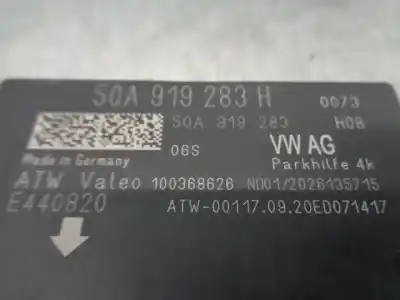 5QA 919 283 H 0073
5QA 919 283 H08
06S VW AG
Made in Germany Parkhilfe 4k
ATW Valeo 100368626 ND01/2026135715
E440820 ATW-00117.09.20ED071417